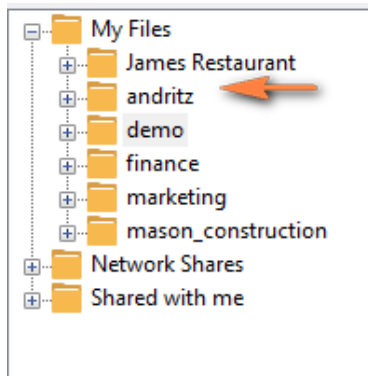 My Files
James Restaurant
andritz
demo
finance
marketing
mason_construction
Network Shares
Shared with me